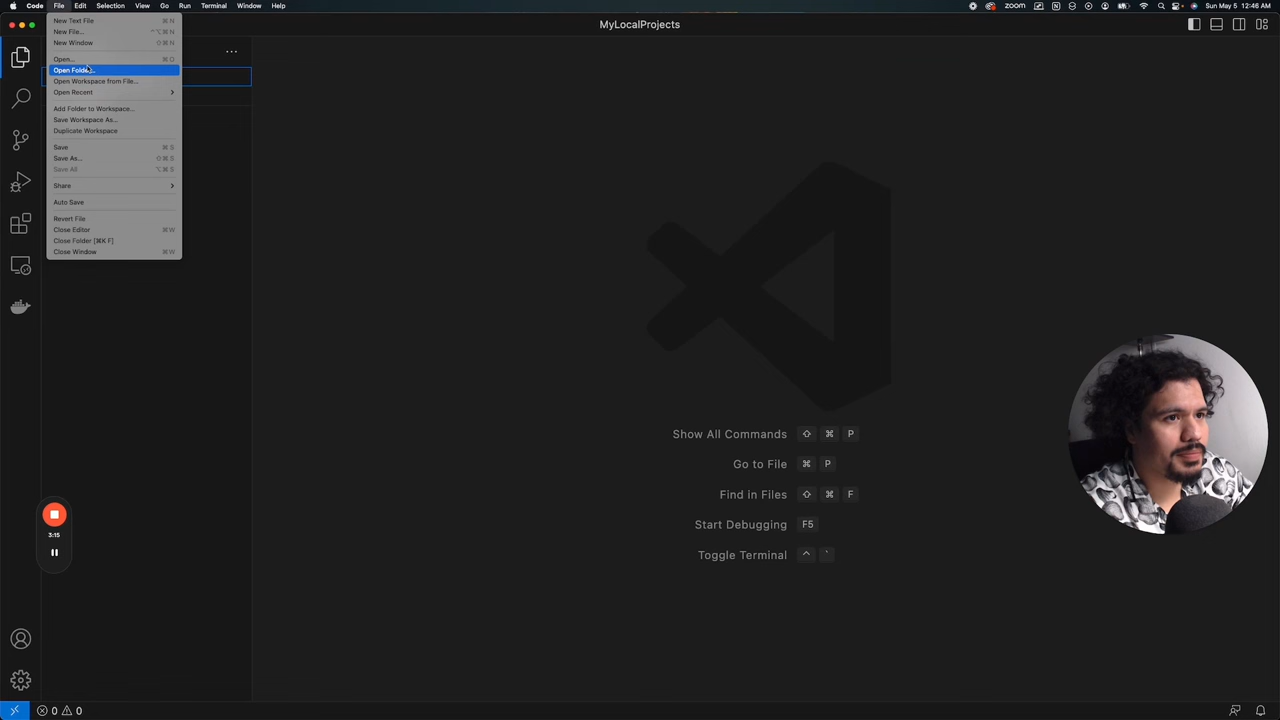 Code File Edit Selection View Go Run Terminal Window Help
zoom Sun May 5 12:46 AM
MyLocalProjects
New Text File ⌘ N
New File... ⌃⌥⌘ N
New Window ⇧⌘ N
Open... ⌘ O
Open Folder...
Open Workspace from File...
Open Recent
Add Folder to Workspace...
Save Workspace As...
Duplicate Workspace
Save ⌘ S
Save As... ⇧⌘ S
Save All ⌥⌘ S
Share
Auto Save
Revert File
Close Editor ⌘W
Close Folder [⌘K F]
Close Window ⌘W
Show All Commands ⇧ ⌘ P
Go to File ⌘ P
Find in Files ⇧ ⌘ F
Start Debugging F5
Toggle Terminal ⌃ `
3:15
0 0